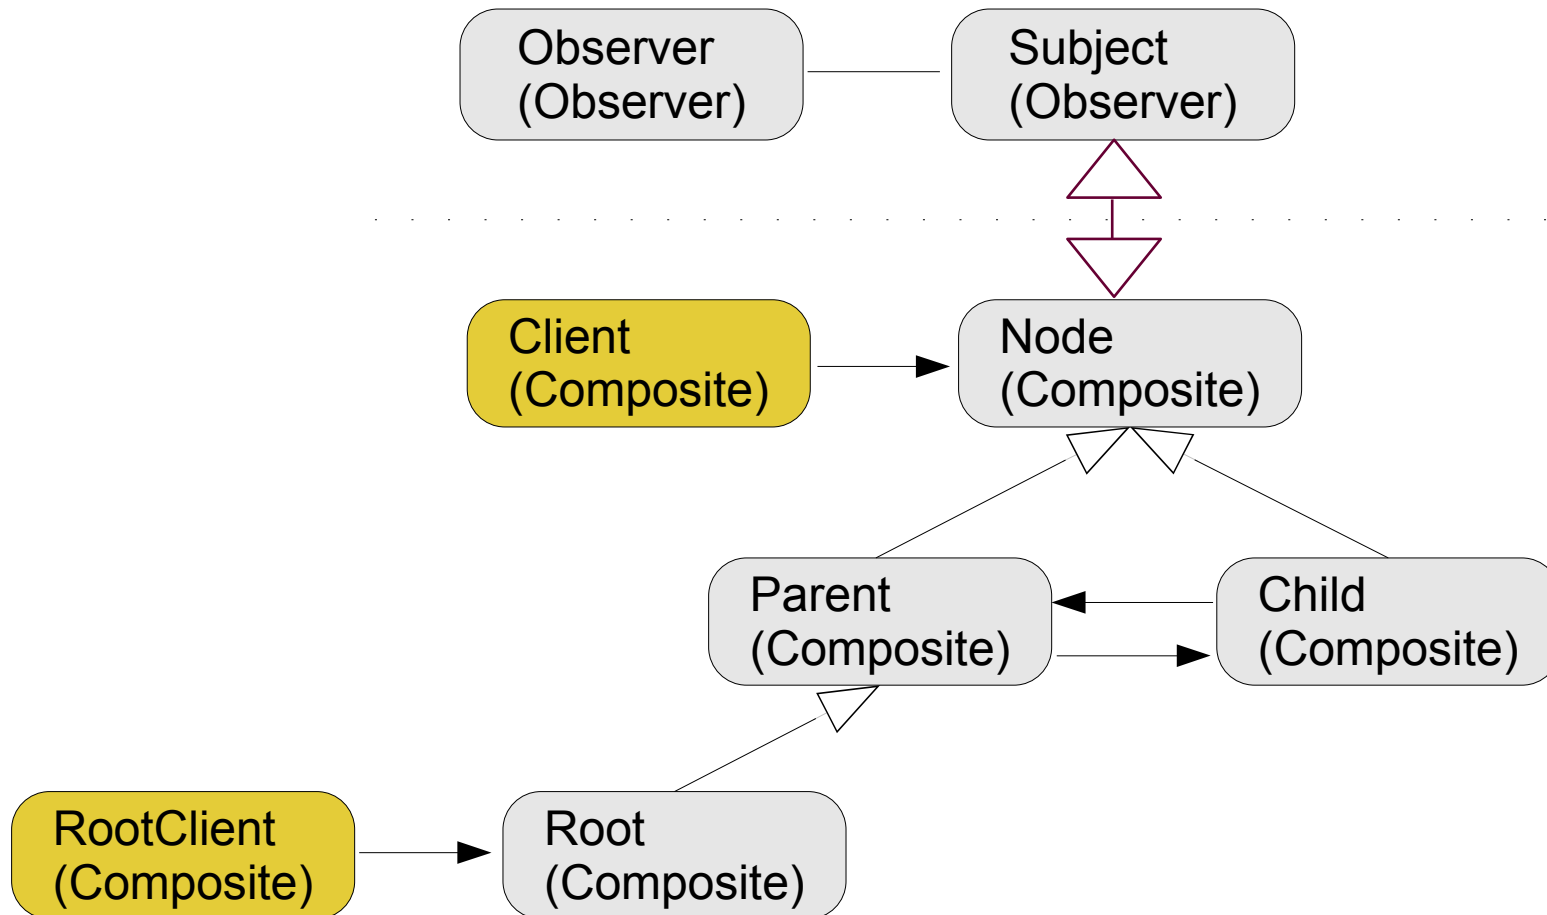 Observer
(Observer)
Subject
(Observer)
Client
(Composite)
Node
(Composite)
Parent
(Composite)
Child
(Composite)
RootClient
(Composite)
Root
(Composite)